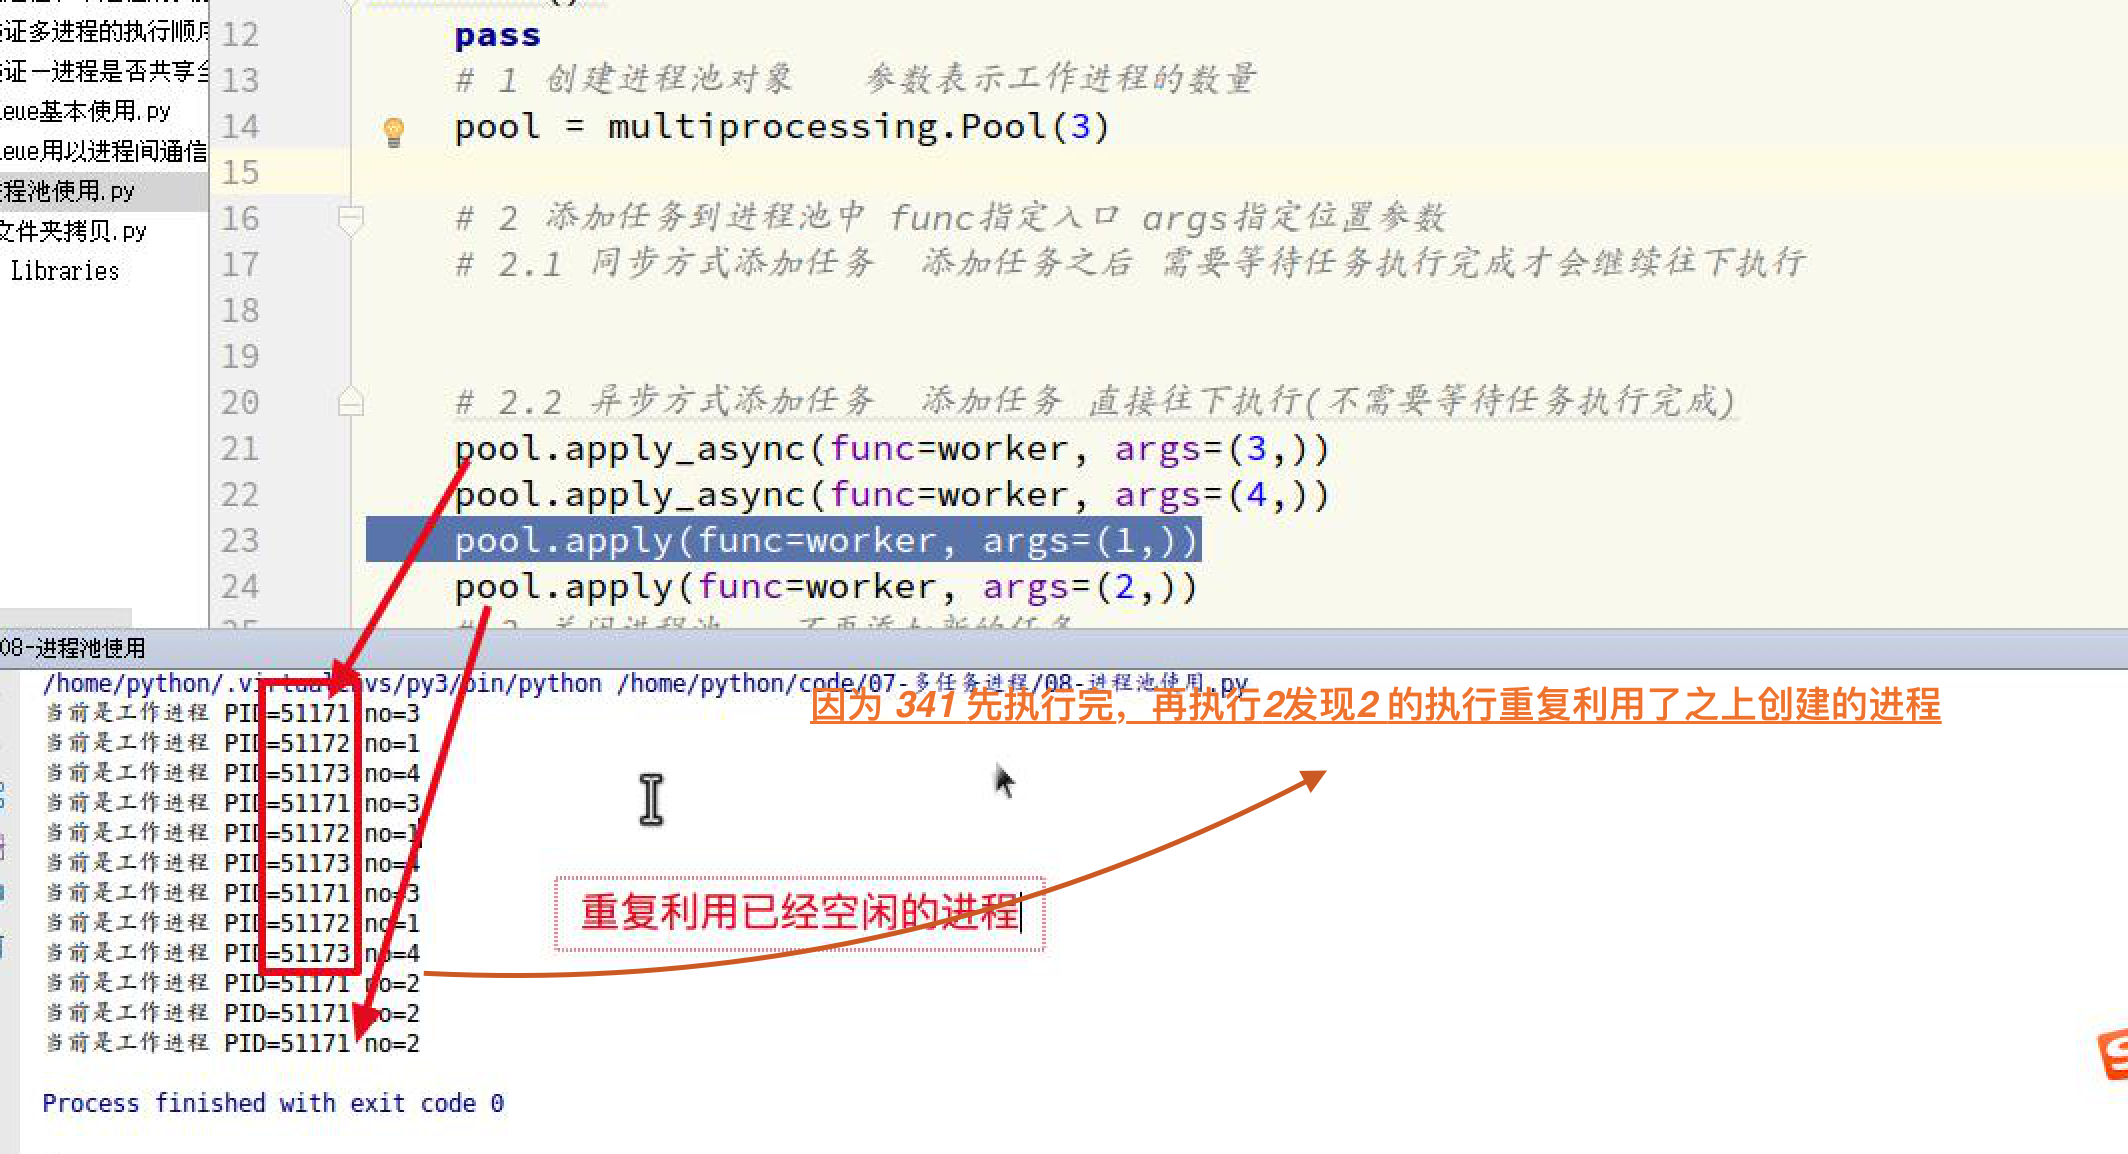 证多进程的执行顺序
证一进程是否共享全
eue基本使用.py
eue用以进程间通信
程池使用.py
文件夹拷贝.py
Libraries
12 pass
13 # 1 创建进程池对象 参数表示工作进程的数量
14 pool = multiprocessing.Pool(3)
15
16 # 2 添加任务到进程池中 func指定入口 args指定位置参数
17 # 2.1 同步方式添加任务 添加任务之后 需要等待任务执行完成才会继续往下执行
18
19
20 # 2.2 异步方式添加任务 添加任务 直接往下执行(不需要等待任务执行完成)
21 pool.apply_async(func=worker, args=(3,))
22 pool.apply_async(func=worker, args=(4,))
23 pool.apply(func=worker, args=(1,))
24 pool.apply(func=worker, args=(2,))
25 # 3 关闭进程池 不再添加新的任务
08-进程池使用
/home/python/.virtualenvs/py3/bin/python /home/python/code/07-多任务进程/08-进程池使用.py
因为 341 先执行完，再执行2发现2 的执行重复利用了之上创建的进程
当前是工作进程 PID=51171 no=3
当前是工作进程 PID=51172 no=1
当前是工作进程 PID=51173 no=4
当前是工作进程 PID=51171 no=3
当前是工作进程 PID=51172 no=1
当前是工作进程 PID=51173 no=4
当前是工作进程 PID=51171 no=3
当前是工作进程 PID=51172 no=1
当前是工作进程 PID=51173 no=4
当前是工作进程 PID=51171 no=2
当前是工作进程 PID=51171 no=2
当前是工作进程 PID=51171 no=2
重复利用已经空闲的进程
Process finished with exit code 0